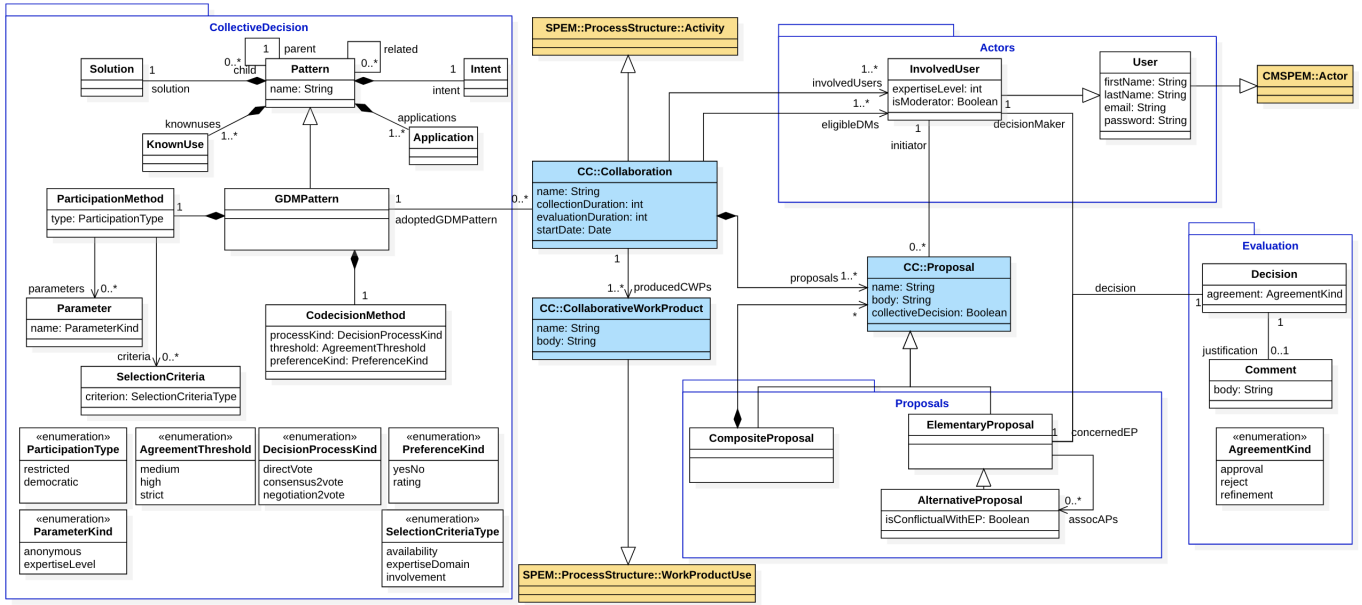 CollectiveDecision
1
parent
0..*
child
related
0..*
Solution
1
solution
Pattern
name: String
1
intent
Intent
knownuses
1..*
KnownUse
applications
1..*
Application
ParticipationMethod
type: ParticipationType
1
GDMPattern
1
adoptedGDMPattern
0..*
parameters
0..*
Parameter
name: ParameterKind
criteria
0..*
SelectionCriteria
criterion: SelectionCriteriaType
1
CodecisionMethod
processKind: DecisionProcessKind
threshold: AgreementThreshold
preferenceKind: PreferenceKind
«enumeration»
ParticipationType
restricted
democratic
«enumeration»
AgreementThreshold
medium
high
strict
«enumeration»
DecisionProcessKind
directVote
consensus2vote
negotiation2vote
«enumeration»
PreferenceKind
yesNo
rating
«enumeration»
ParameterKind
anonymous
expertiseLevel
«enumeration»
SelectionCriteriaType
availability
expertiseDomain
involvement
SPEM::ProcessStructure::Activity
CC::Collaboration
name: String
collectionDuration: int
evaluationDuration: int
startDate: Date
1
1..*
producedCWPs
CC::CollaborativeWorkProduct
name: String
body: String
SPEM::ProcessStructure::WorkProductUse
Actors
1..*
involvedUsers
1..*
eligibleDMs
InvolvedUser
expertiseLevel: int
isModerator: Boolean
1
decisionMaker
1
initiator
User
firstName: String
lastName: String
email: String
password: String
CMSPEM::Actor
0..*
proposals
1..*
*
CC::Proposal
name: String
body: String
collectiveDecision: Boolean
decision
1
Proposals
CompositeProposal
ElementaryProposal
1
concernedEP
0..*
assocAPs
AlternativeProposal
isConflictualWithEP: Boolean
Evaluation
Decision
agreement: AgreementKind
1
justification
0..1
Comment
body: String
«enumeration»
AgreementKind
approval
reject
refinement